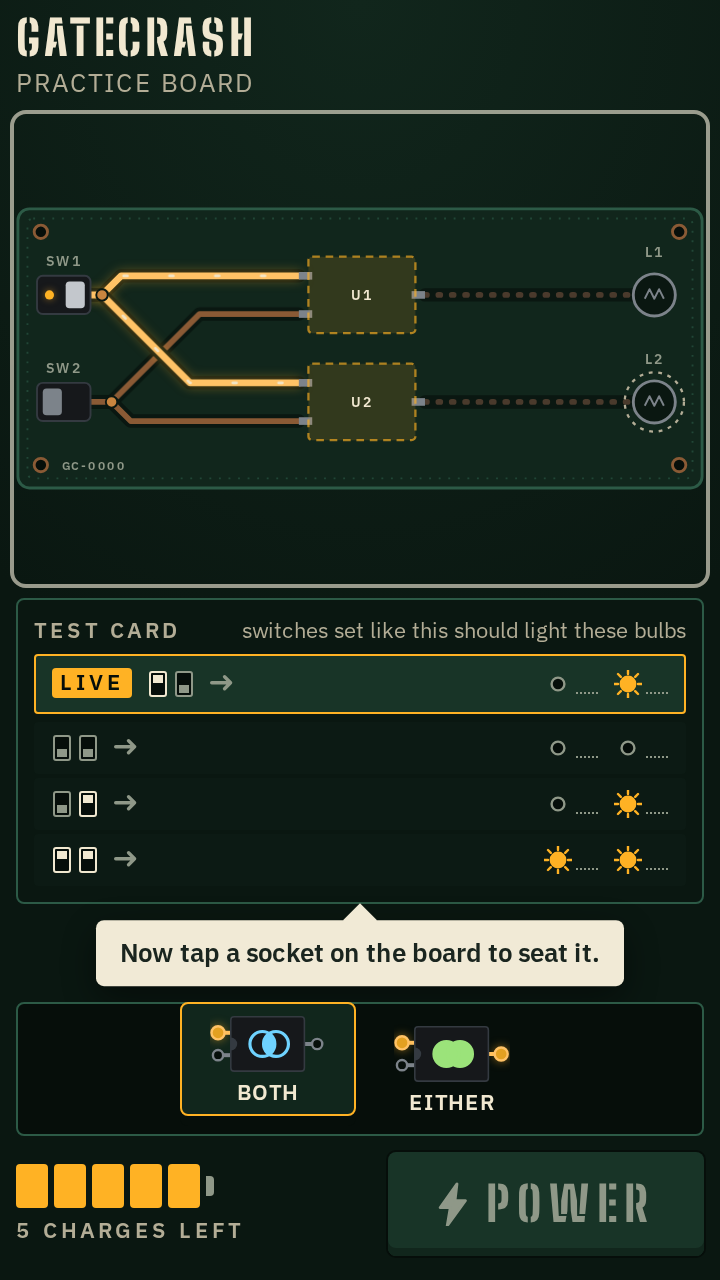 GATECRASH
PRACTICE BOARD
SW1
L1
U1
SW2
L2
U2
GC-0000
TEST CARD
switches set like this should light these bulbs
LIVE
Now tap a socket on the board to seat it.
BOTH
EITHER
POWER
5 CHARGES LEFT